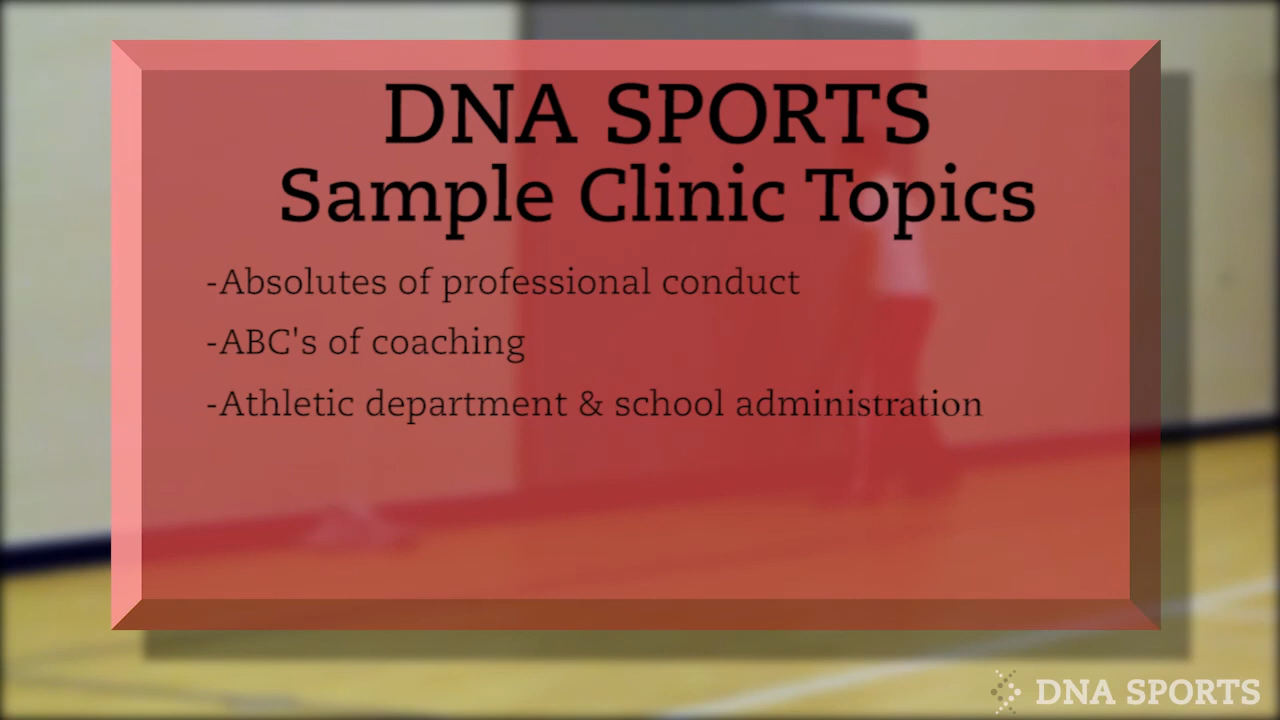 DNA SPORTS
Sample Clinic Topics
-Absolutes of professional conduct
-ABC's of coaching
-Athletic department & school administration
DNA SPORTS